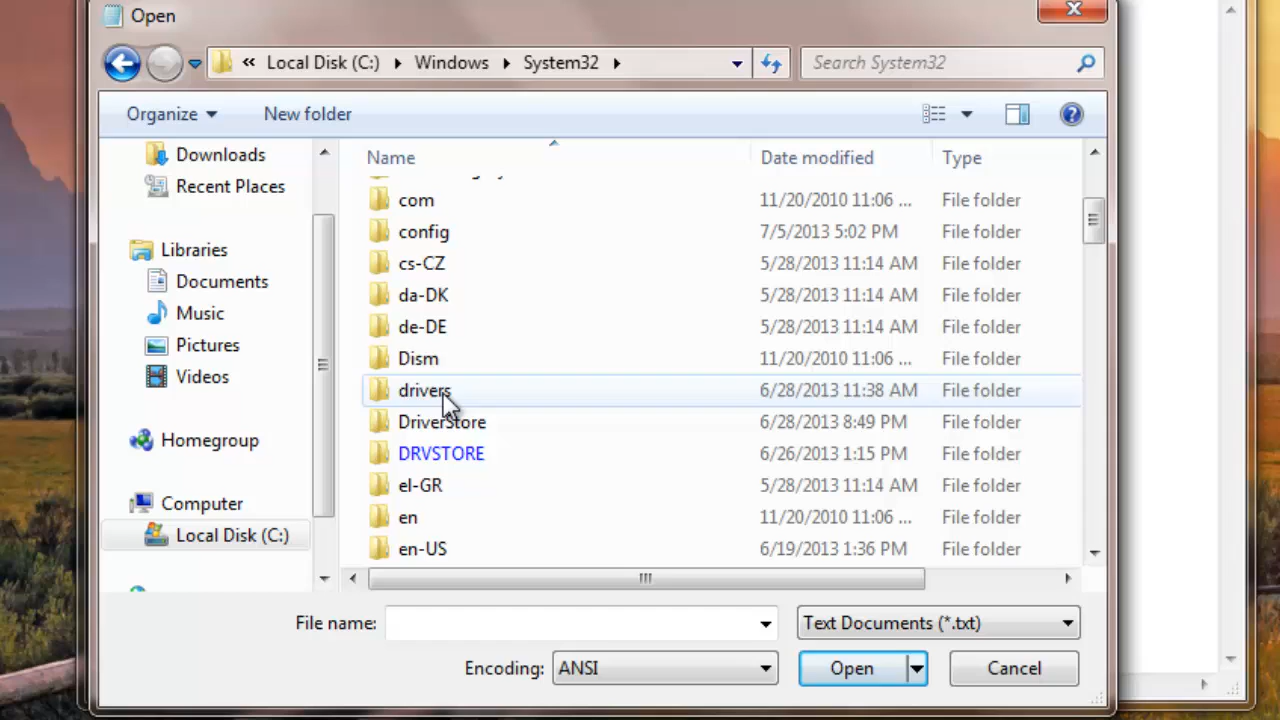 Open
« Local Disk (C:) Windows System32
Search System32
Organize New folder
Downloads
Recent Places
Libraries
Documents
Music
Pictures
Videos
Homegroup
Computer
Local Disk (C:)
Name Date modified Type
com 11/20/2010 11:06 ... File folder
config 7/5/2013 5:02 PM File folder
cs-CZ 5/28/2013 11:14 AM File folder
da-DK 5/28/2013 11:14 AM File folder
de-DE 5/28/2013 11:14 AM File folder
Dism 11/20/2010 11:06 ... File folder
drivers 6/28/2013 11:38 AM File folder
DriverStore 6/28/2013 8:49 PM File folder
DRVSTORE 6/26/2013 1:15 PM File folder
el-GR 5/28/2013 11:14 AM File folder
en 11/20/2010 11:06 ... File folder
en-US 6/19/2013 1:36 PM File folder
File name: Text Documents (*.txt)
Encoding: ANSI Open Cancel